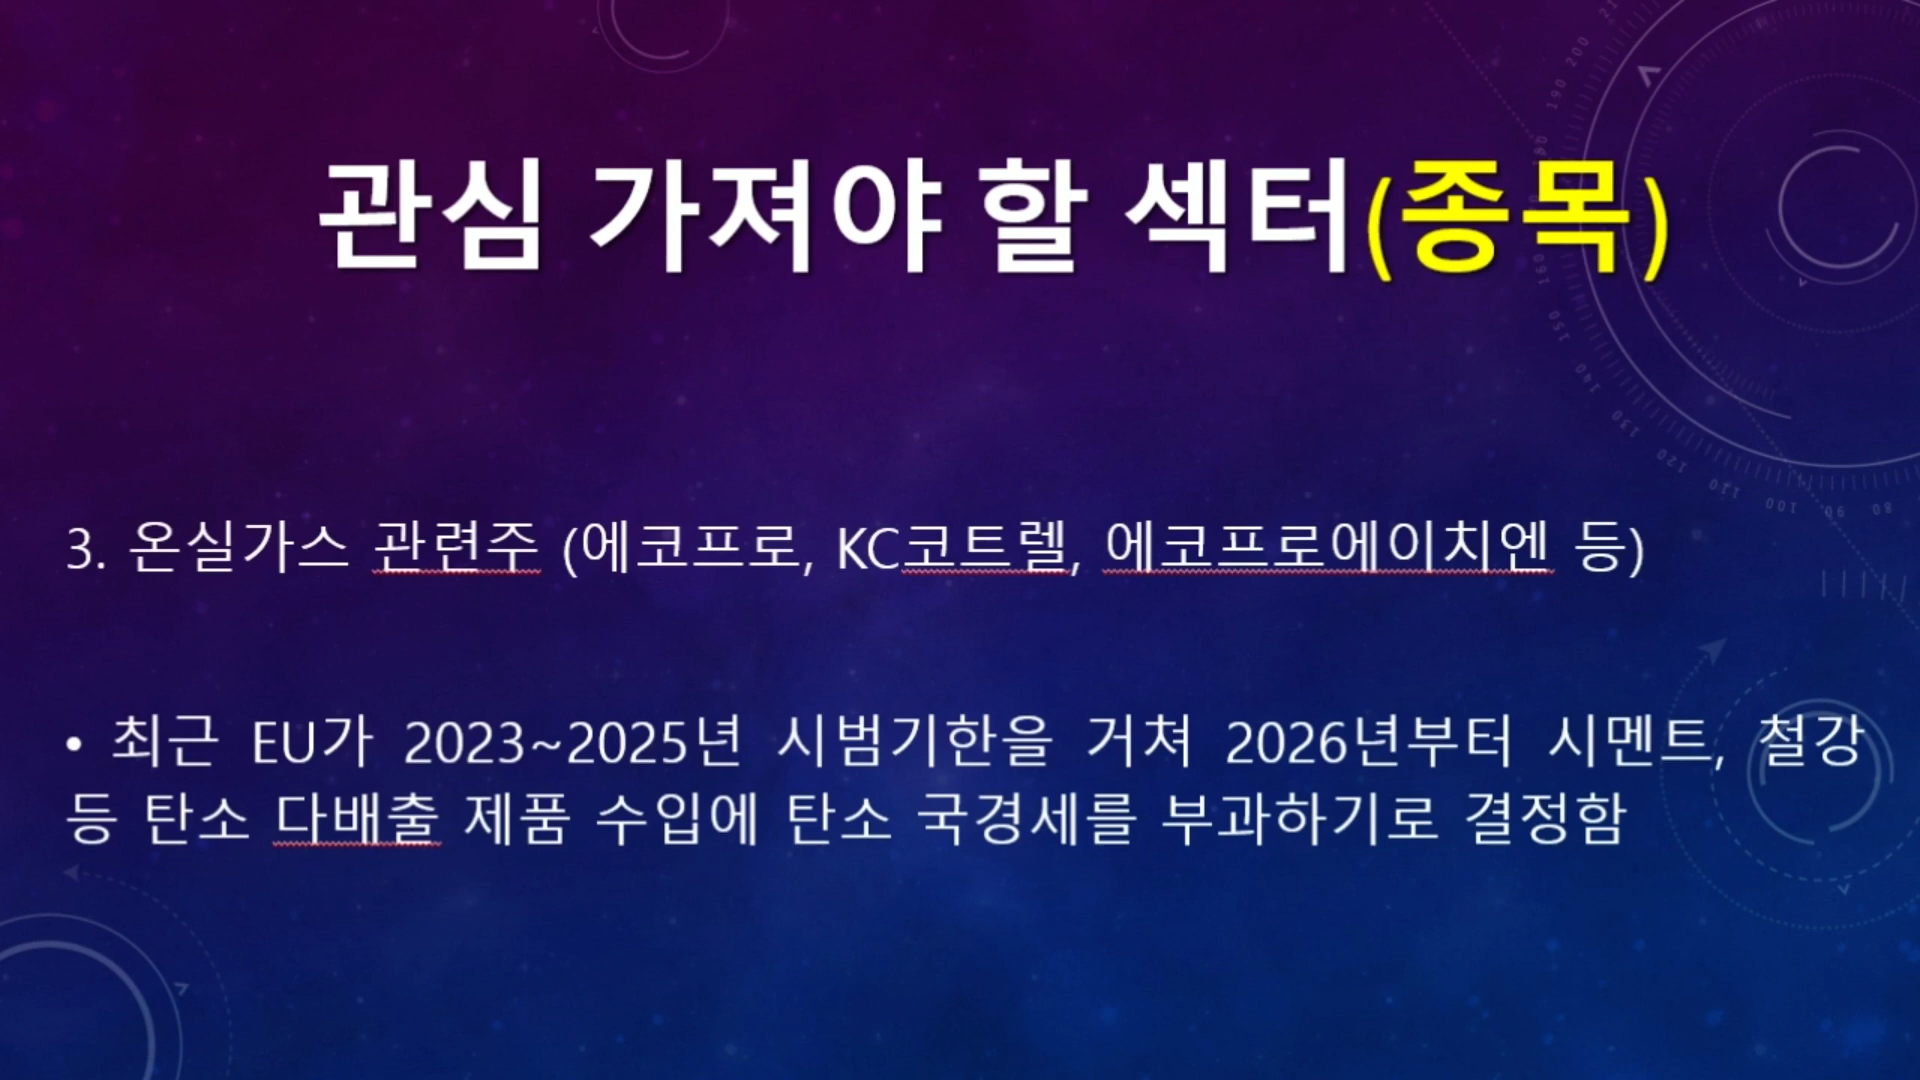 관심 가져야 할 섹터(종목)
3. 온실가스 관련주 (에코프로, KC코트렐, 에코프로에이치엔 등)
• 최근 EU가 2023~2025년 시범기한을 거쳐 2026년부터 시멘트, 철강
등 탄소 다배출 제품 수입에 탄소 국경세를 부과하기로 결정함